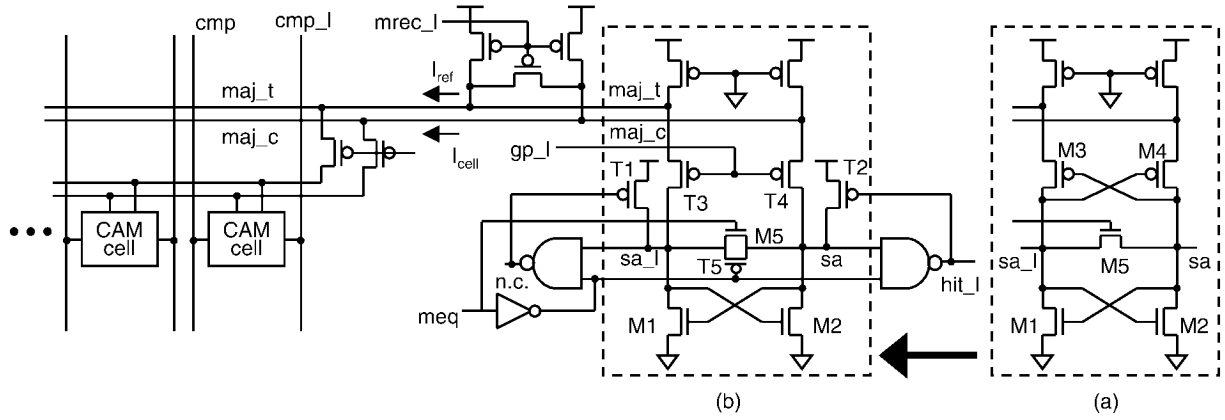 cmp
cmp_l
mrec_l
I_ref
maj_t
maj_t
maj_c
maj_c
I_cell
gp_l
T1
T2
M3
M4
T3
T4
CAM
cell
CAM
cell
M5
sa_l
T5
sa
n.c.
hit_l
sa_l
M5
sa
meq
M1
M2
M1
M2
(b)
(a)